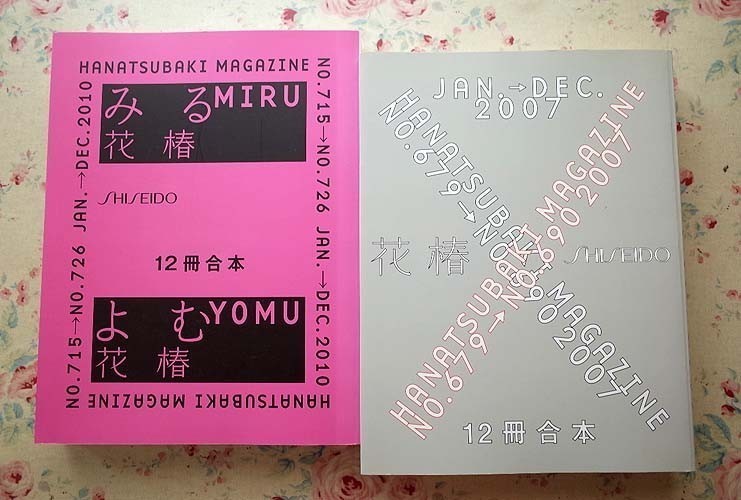 HANATSUBAKI MAGAZINE
NO.715→NO.726 JAN.→DEC.2010
みる MIRU
花椿
SHISEIDO
12冊合本
よむ YOMU
花椿
NO.715→NO.726 JAN.→DEC.2010
HANATSUBAKI MAGAZINE
JAN.→DEC.
2007
HANATSUBAKI MAGAZINE
NO.679→NO.690 2007
HANATSUBAKI MAGAZINE
NO.679→NO.690 2007
花椿
SHISEIDO
12冊合本